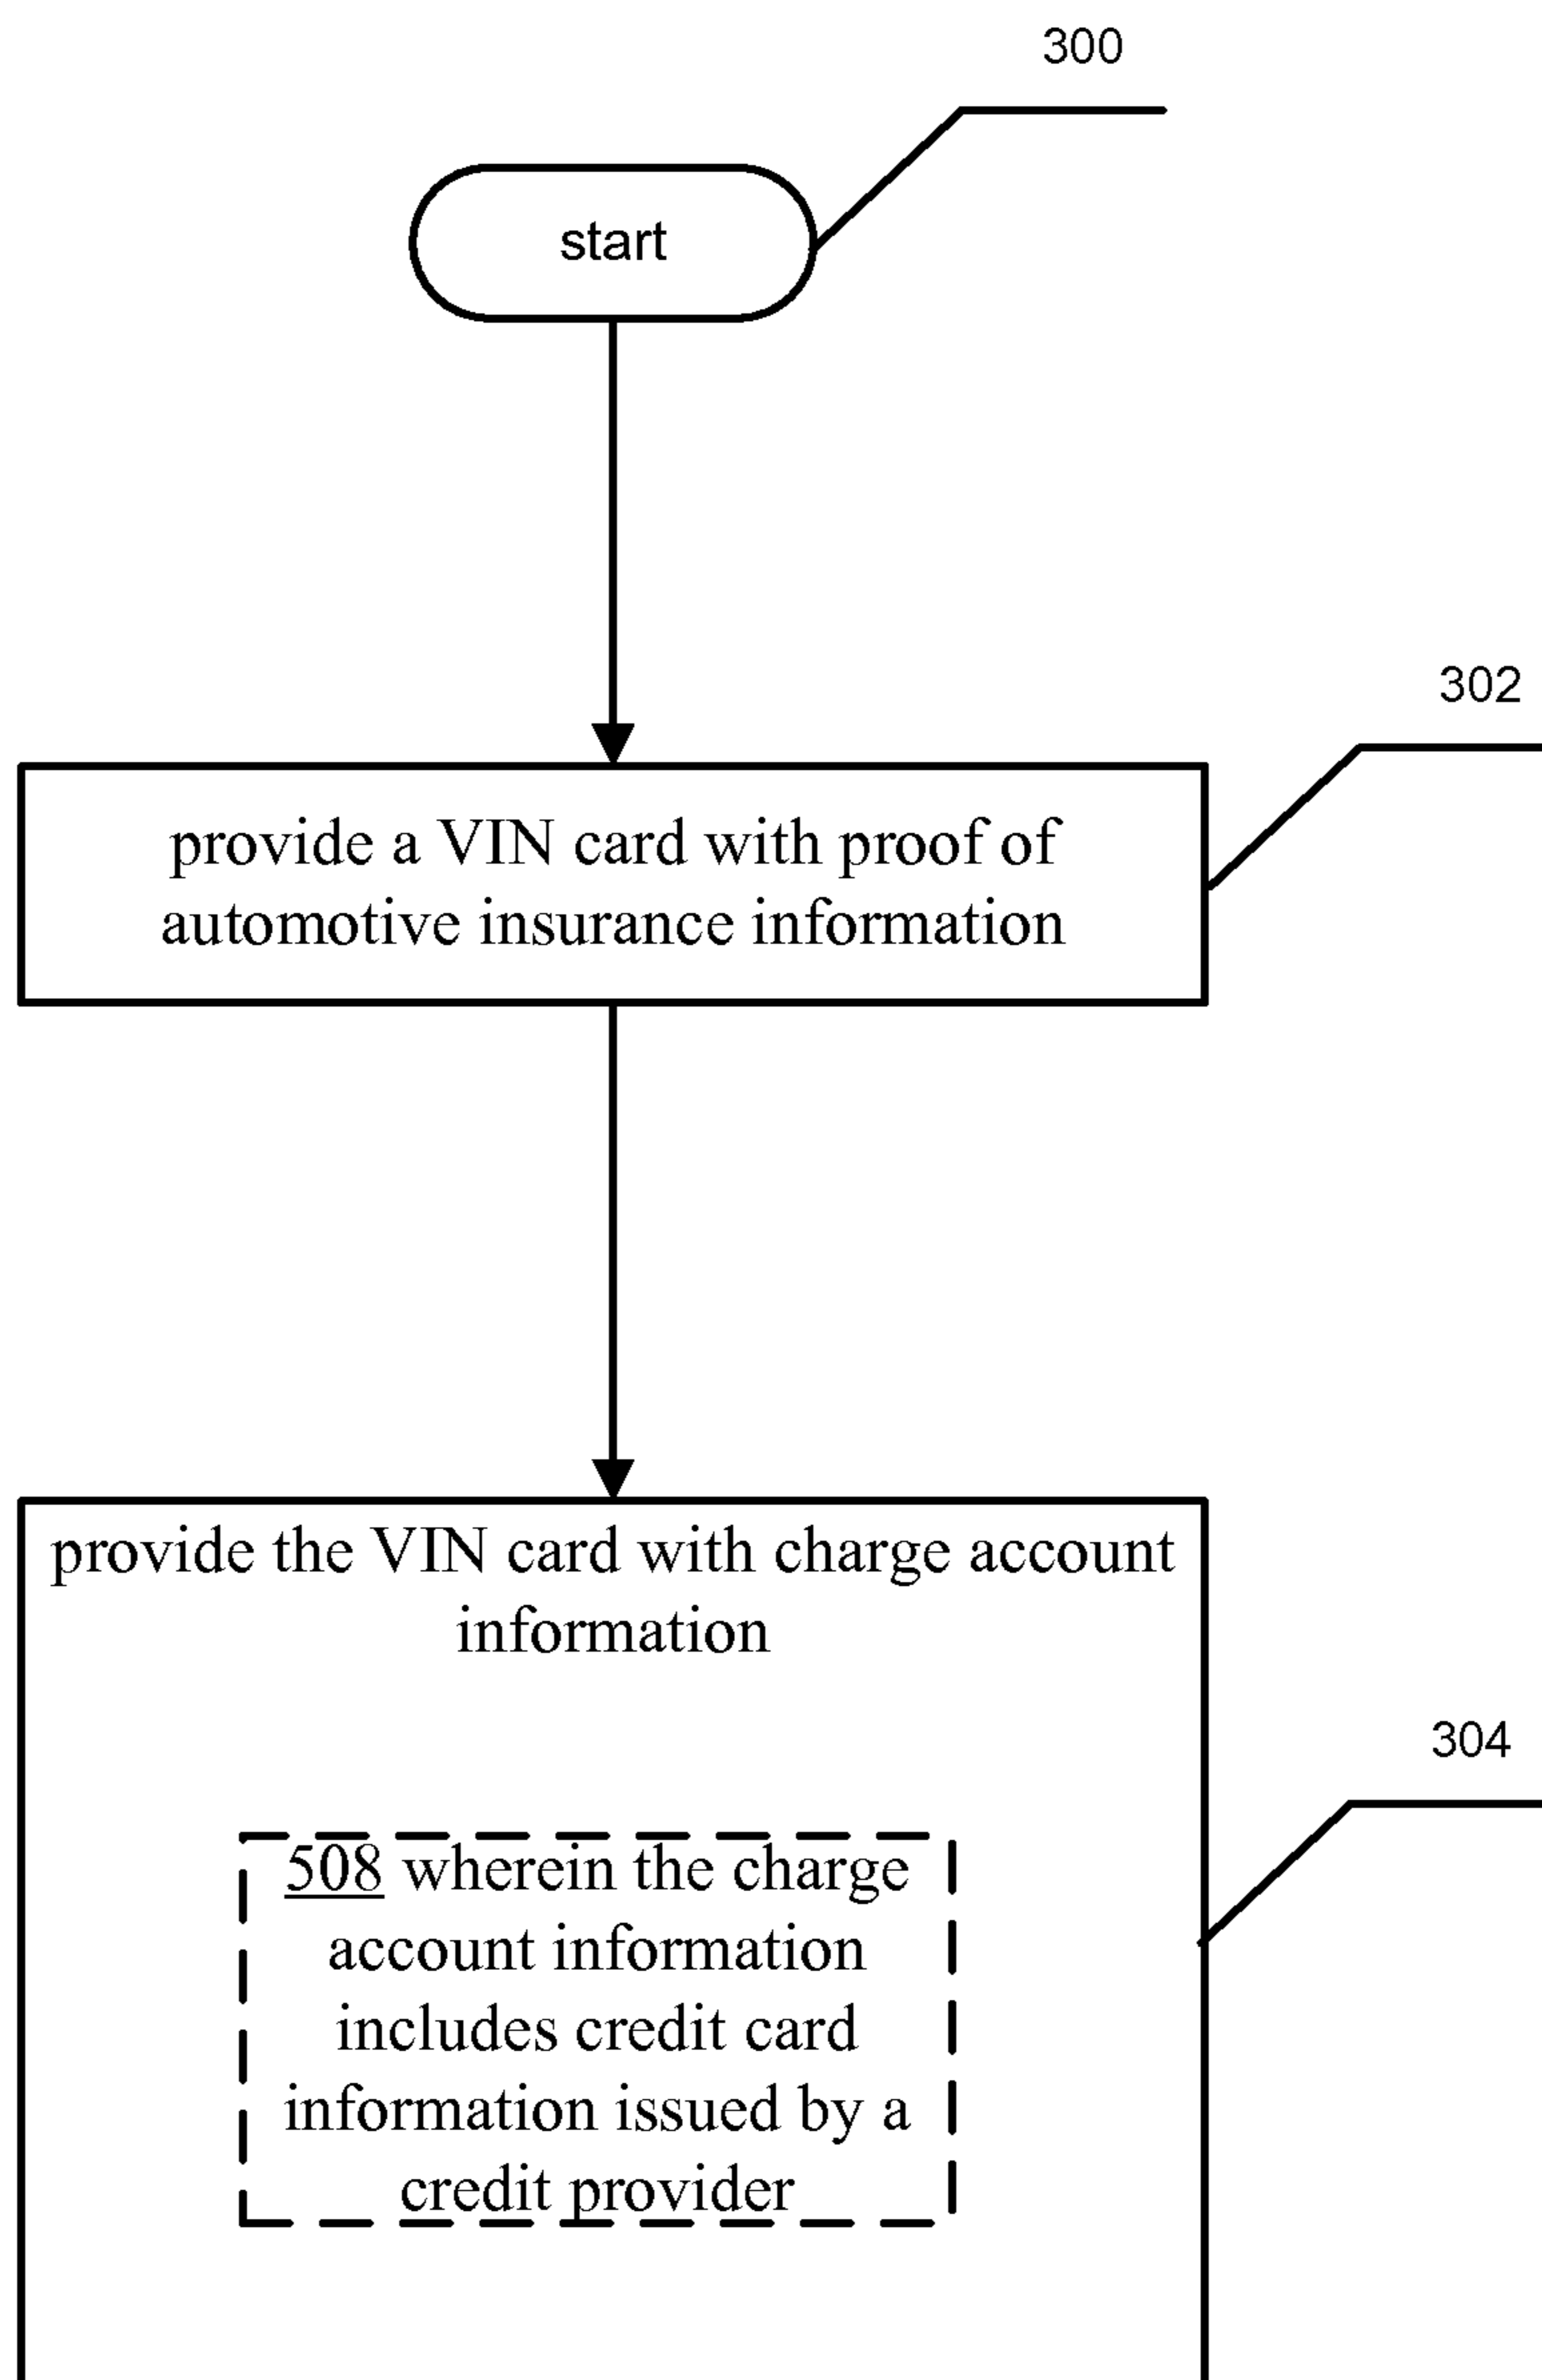 300
start
302
provide a VIN card with proof of
automotive insurance information
provide the VIN card with charge account
information
304
508 wherein the charge
account information
includes credit card
information issued by a
credit provider